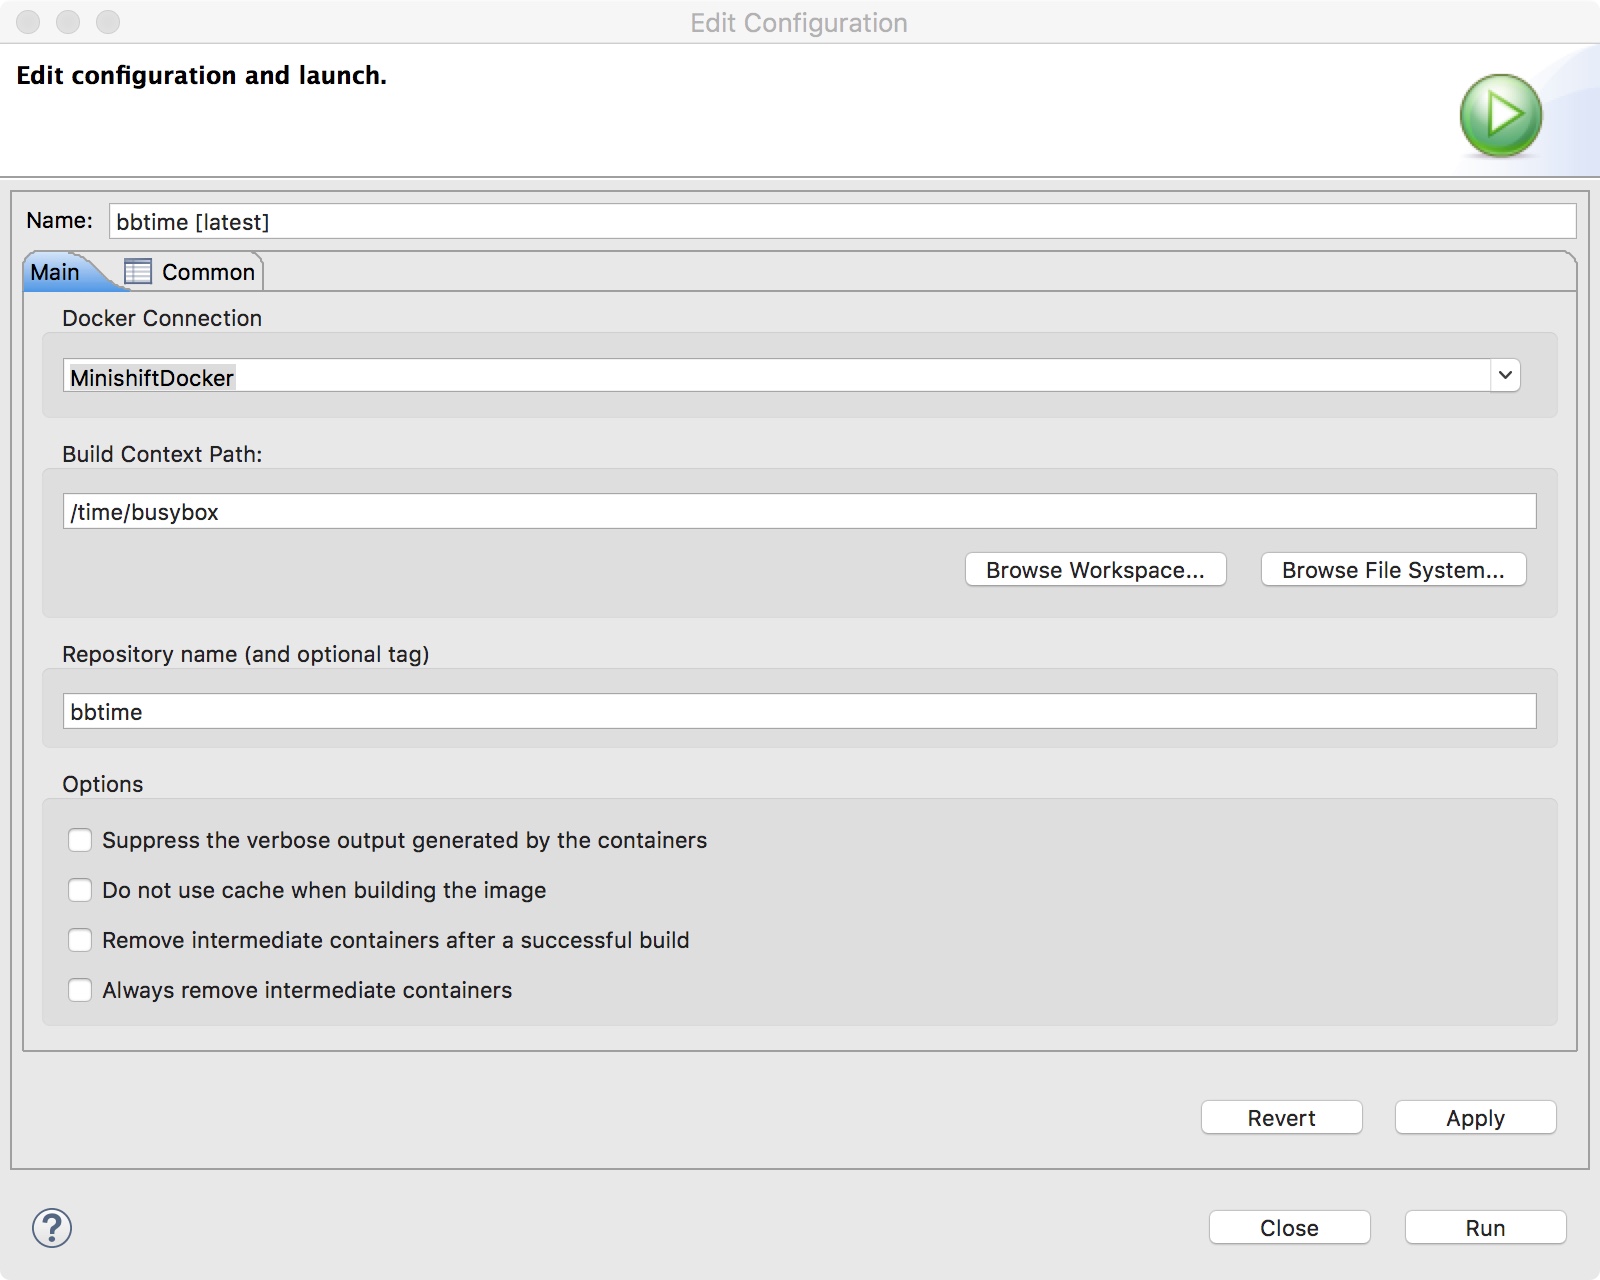 Edit Configuration
Edit configuration and launch.
Name: bbtime [latest]
Main Common
Docker Connection
MinishiftDocker
Build Context Path:
/time/busybox
Browse Workspace... Browse File System...
Repository name (and optional tag)
bbtime
Options
Suppress the verbose output generated by the containers
Do not use cache when building the image
Remove intermediate containers after a successful build
Always remove intermediate containers
Revert Apply
? Close Run